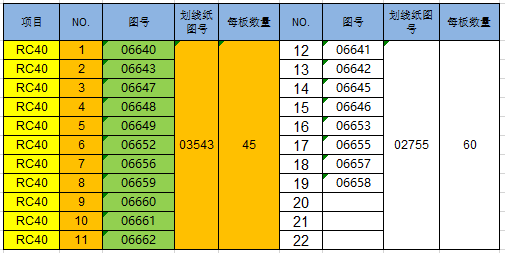 项目 NO. 图号 划线纸图号 每板数量 NO. 图号 划线纸图号 每板数量
RC40 1 06640 12 06641
RC40 2 06643 13 06642
RC40 3 06647 14 06645
RC40 4 06648 15 06646
RC40 5 06649 16 06653
RC40 6 06652 03543 45 17 06655 02755 60
RC40 7 06656 18 06657
RC40 8 06659 19 06658
RC40 9 06660 20
RC40 10 06661 21
RC40 11 06662 22